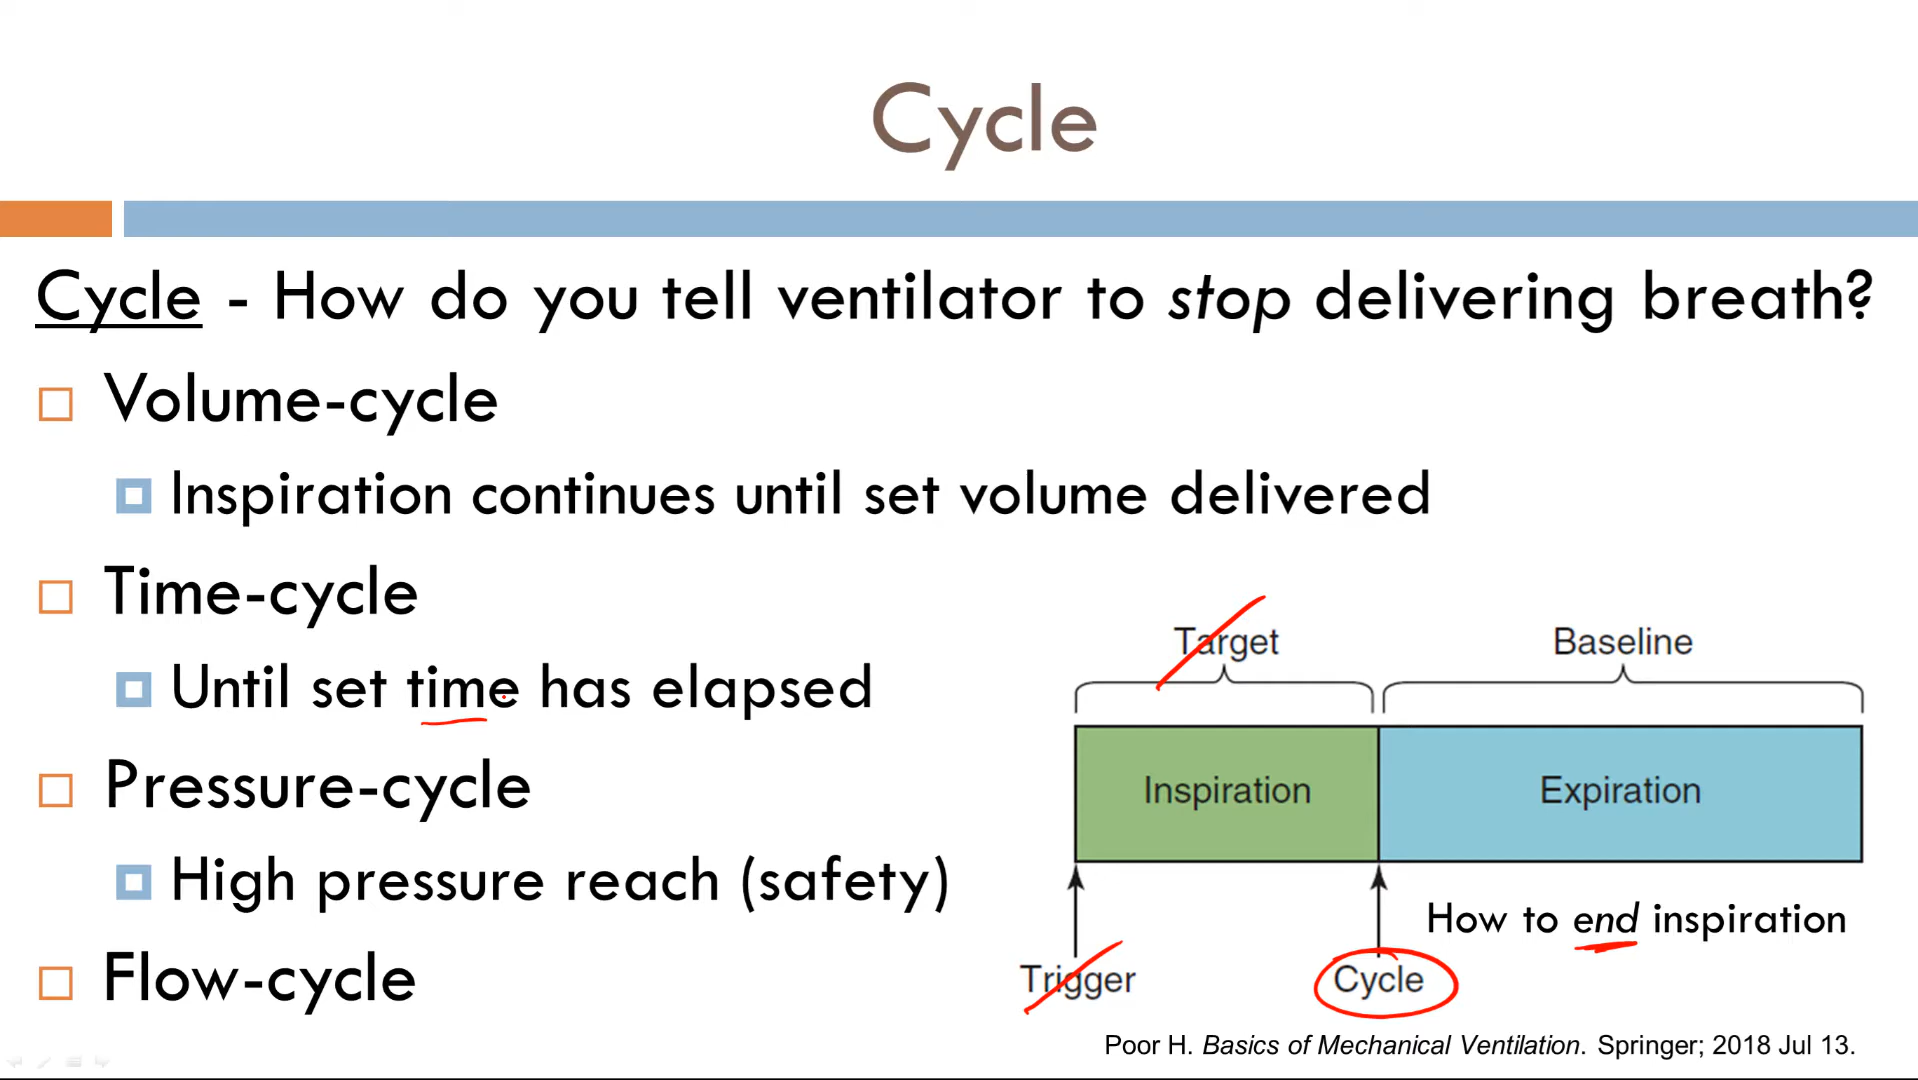 Cycle
Cycle - How do you tell ventilator to stop delivering breath?
Volume-cycle
Inspiration continues until set volume delivered
Time-cycle
Until set time has elapsed
Pressure-cycle
High pressure reach (safety)
Flow-cycle
Target Baseline
Inspiration Expiration
How to end inspiration
Trigger Cycle
Poor H. Basics of Mechanical Ventilation. Springer; 2018 Jul 13.